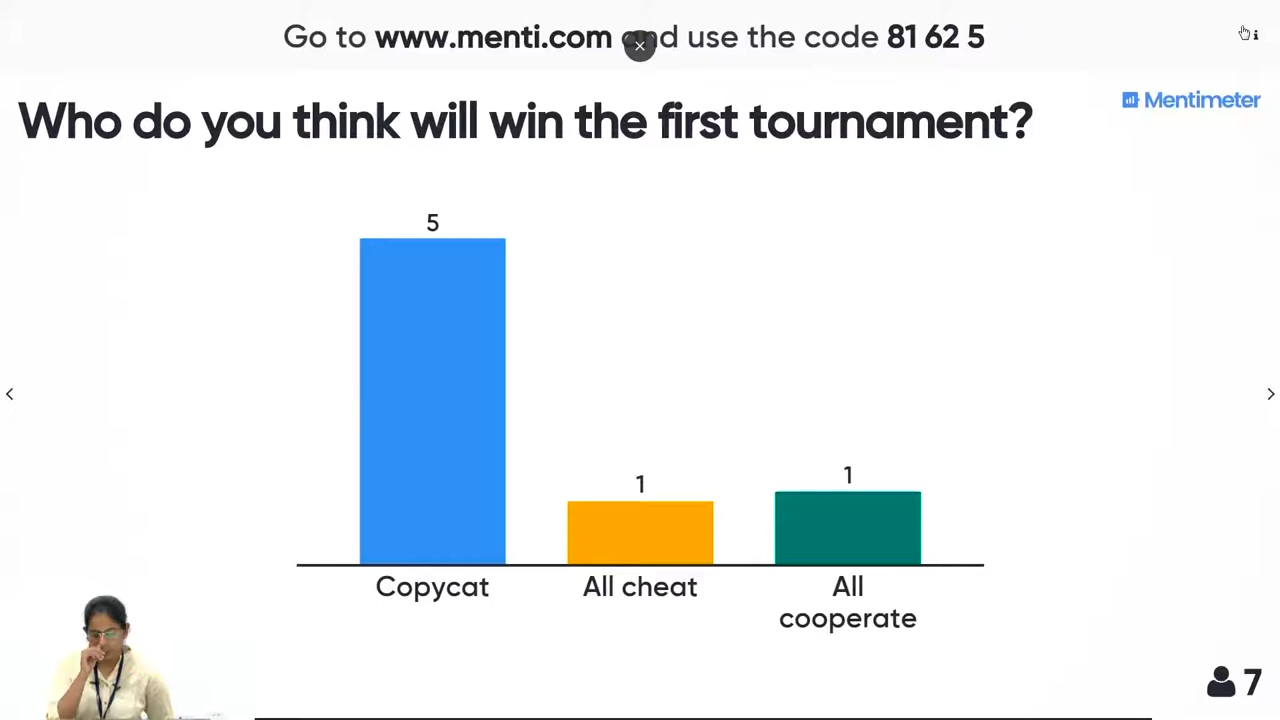 Go to www.menti.com and use the code 81 62 5
Mentimeter
Who do you think will win the first tournament?
5
1
1
Copycat
All cheat
All
cooperate
7